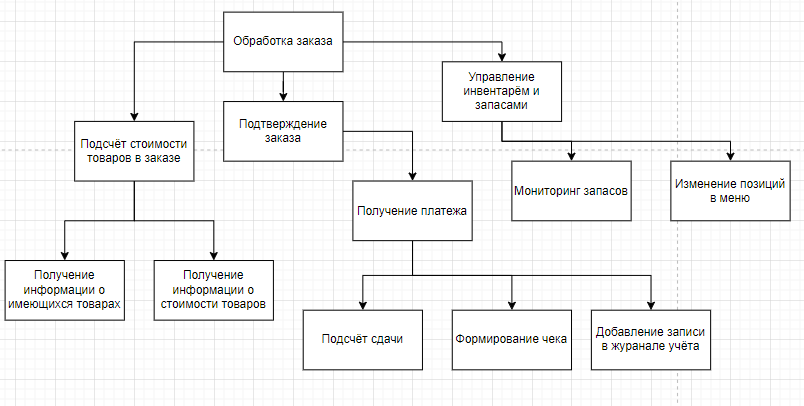 Обработка заказа
Управление
инвентарём и
запасами
Подтверждение
заказа
Подсчёт стоимости
товаров в заказе
Мониторинг запасов
Изменение позиций
в меню
Получение платежа
Получение
информации о
имеющихся товарах
Получение
информации о
стоимости товаров
Подсчёт сдачи
Формирование чека
Добавление записи
в журанале учёта